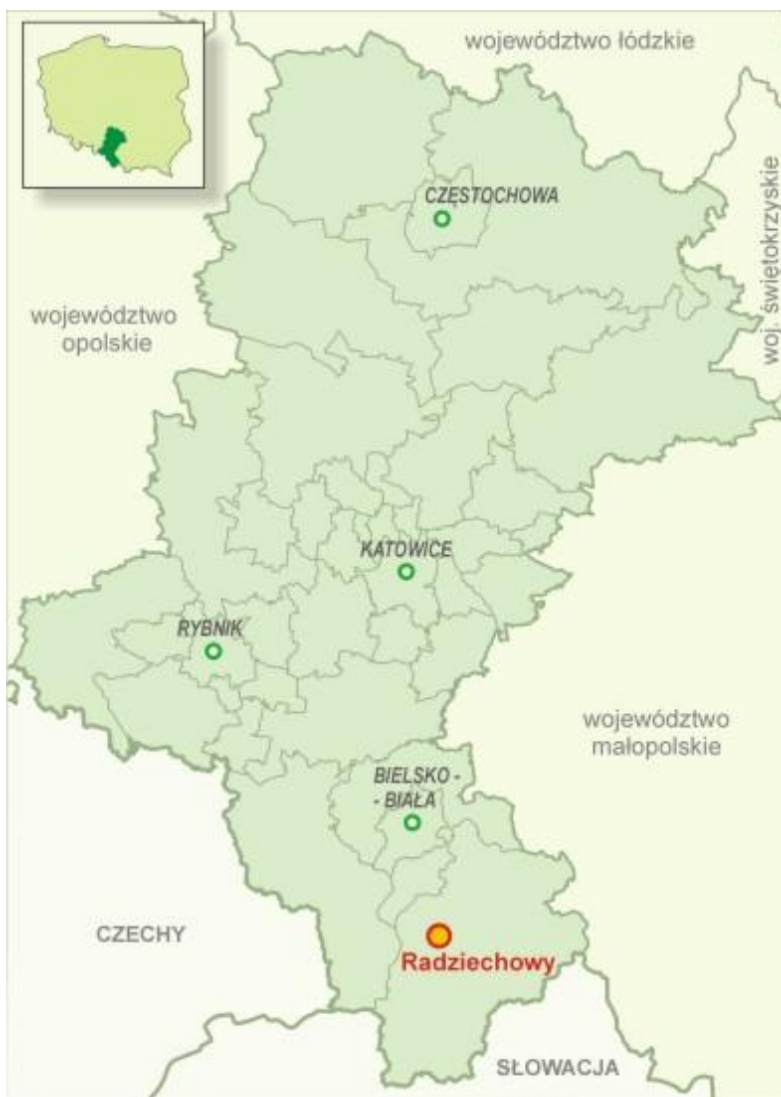 województwo łódzkie
CZĘSTOCHOWA
woj. świętokrzyskie
województwo
opolskie
KATOWICE
RYBNIK
województwo
małopolskie
BIELSKO -
- BIAŁA
CZECHY
Radziechowy
SŁOWACJA